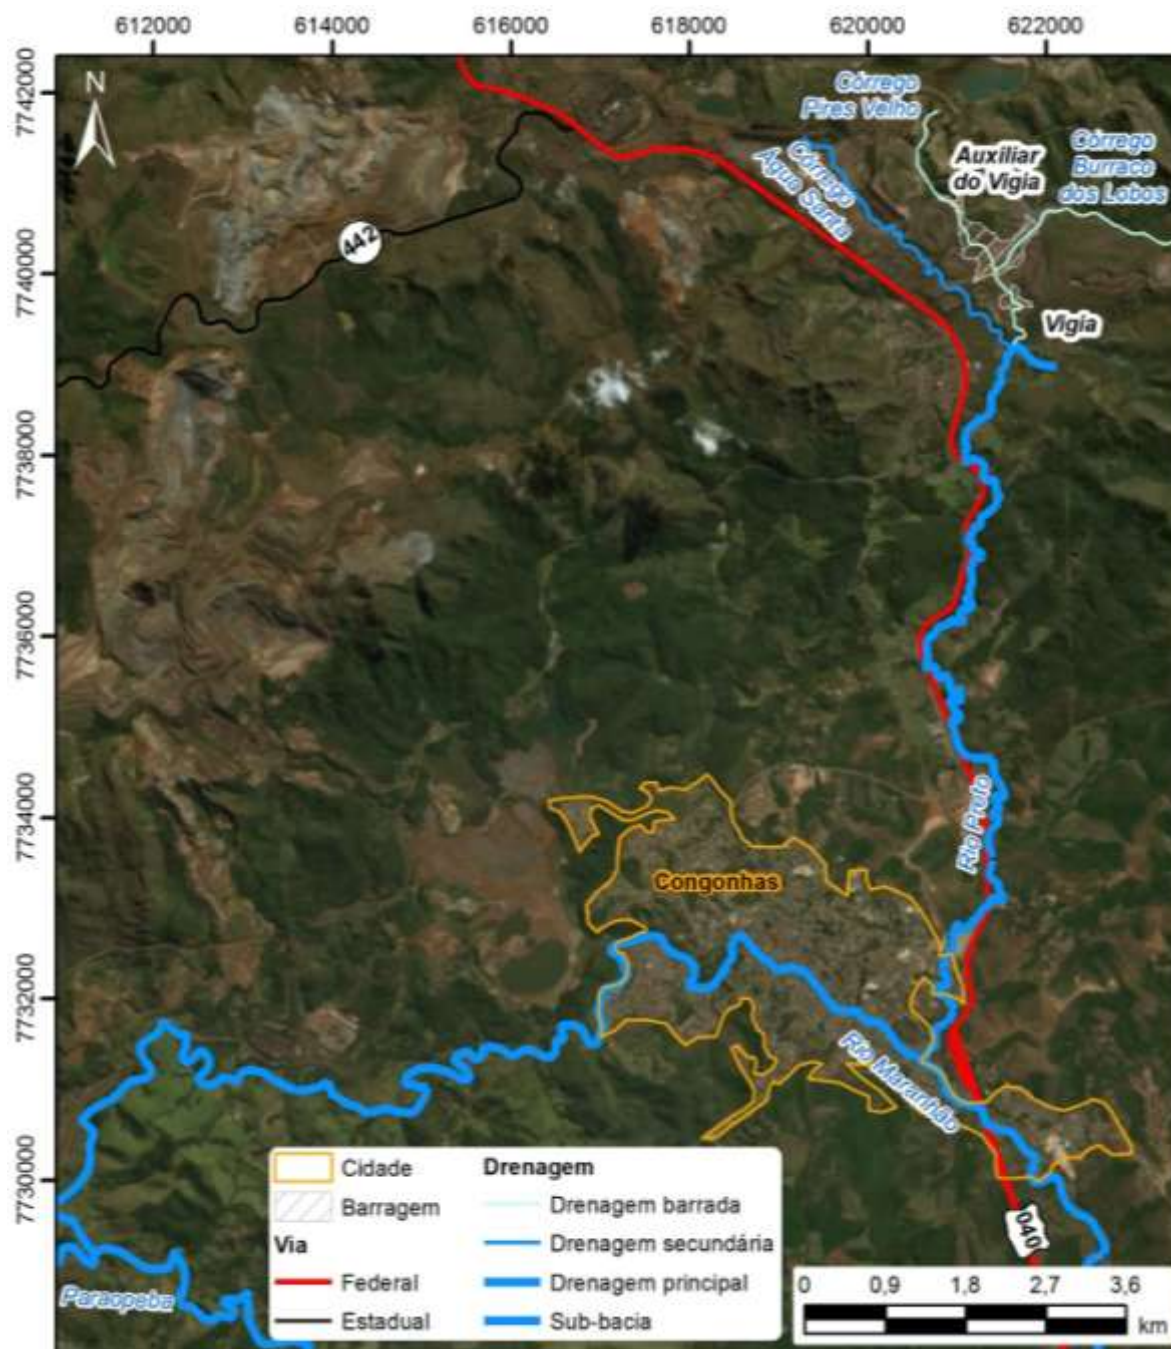 612000 614000 616000 618000 620000 622000
7742000
7740000
7738000
7736000
7734000
7732000
7730000
N
Córrego
Pires Velho
Auxiliar
do Vigia
Córrego
Burraco
dos Lobos
Córrego
Água Santa
442
Vigia
Rio Preto
Congonhas
Rio Maranhão
040
Paraopeba
Cidade
Barragem
Via
Federal
Estadual
Drenagem
Drenagem barrada
Drenagem secundária
Drenagem principal
Sub-bacia
0 0,9 1,8 2,7 3,6
km